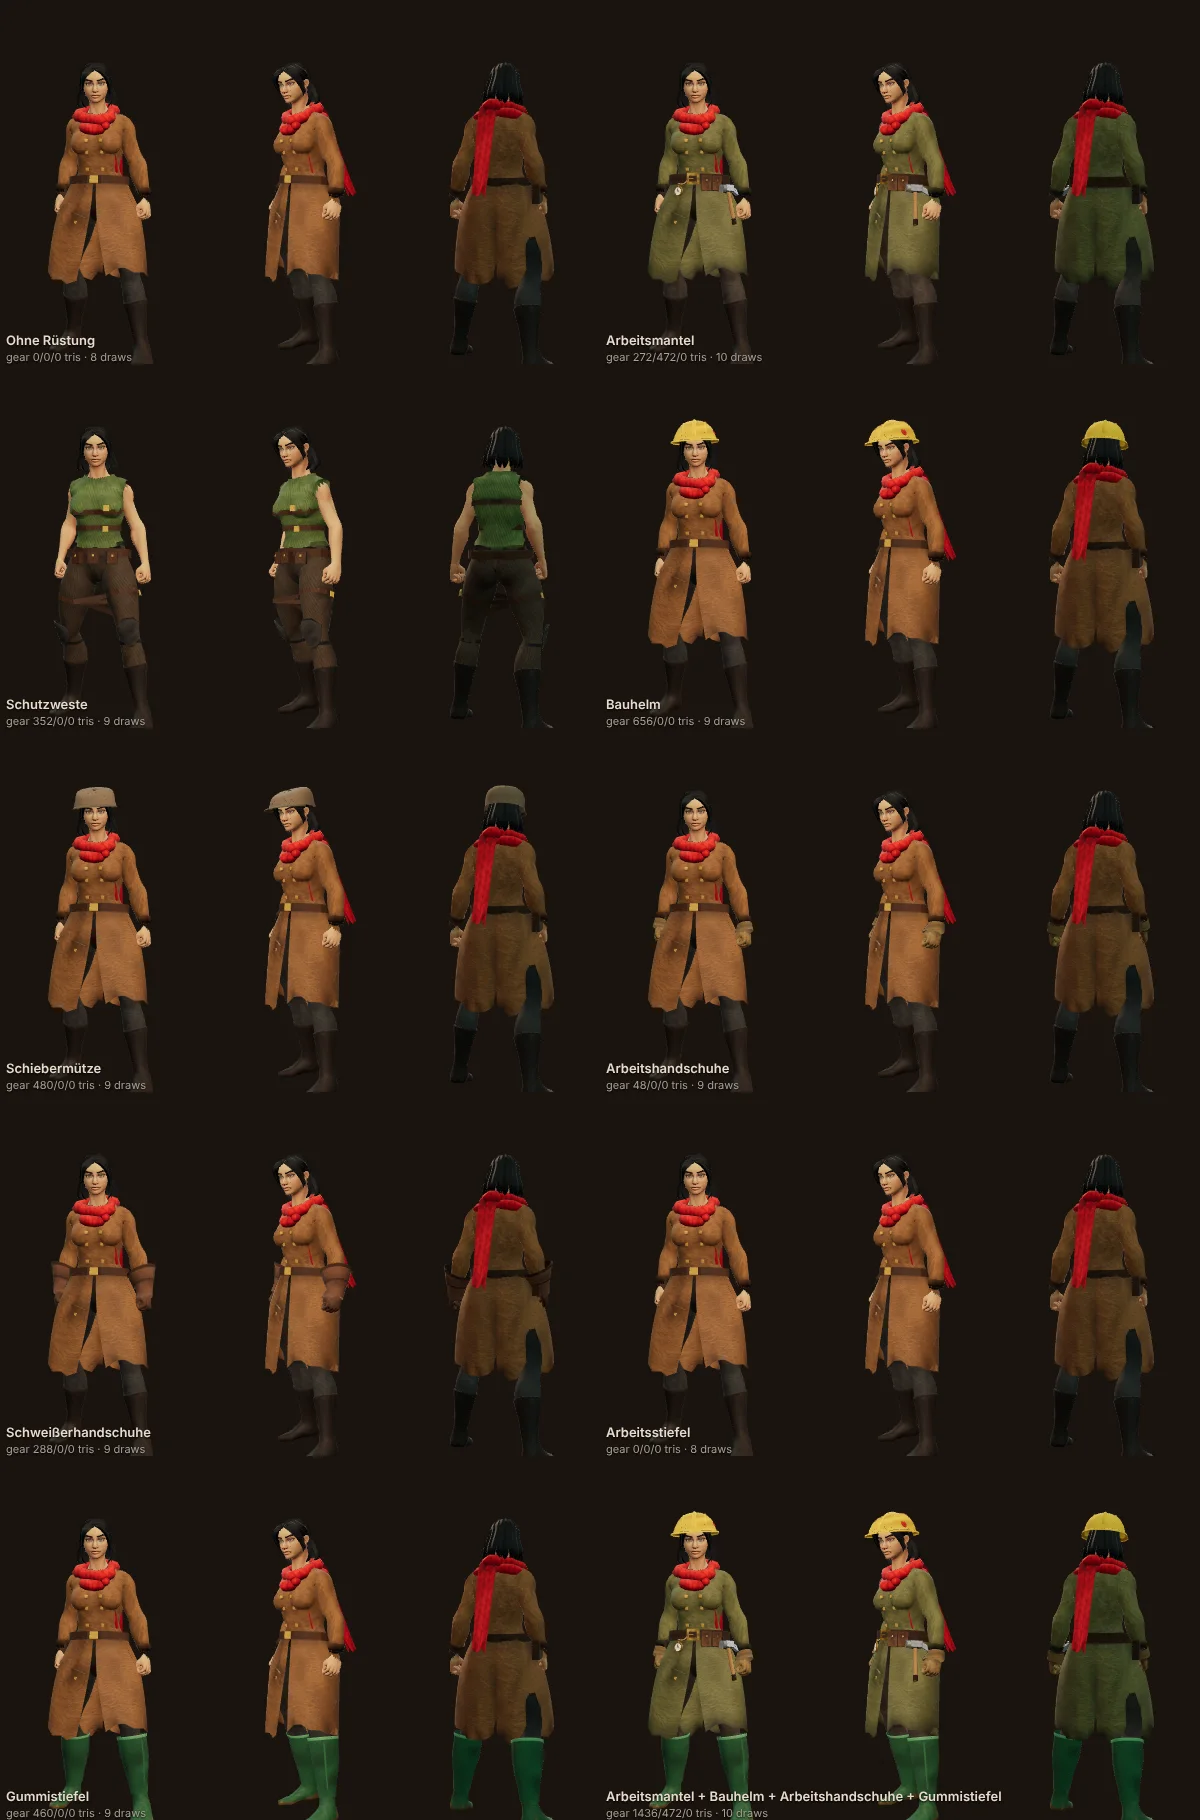 Ohne Rüstung
gear 0/0/0 tris · 8 draws
Arbeitsmantel
gear 272/472/0 tris · 10 draws
Schutzweste
gear 352/0/0 tris · 9 draws
Bauhelm
gear 656/0/0 tris · 9 draws
Schiebermütze
gear 480/0/0 tris · 9 draws
Arbeitshandschuhe
gear 48/0/0 tris · 9 draws
Schweißerhandschuhe
gear 288/0/0 tris · 9 draws
Arbeitsstiefel
gear 0/0/0 tris · 8 draws
Gummistiefel
gear 460/0/0 tris · 9 draws
Arbeitsmantel + Bauhelm + Arbeitshandschuhe + Gummistiefel
gear 1436/472/0 tris · 10 draws